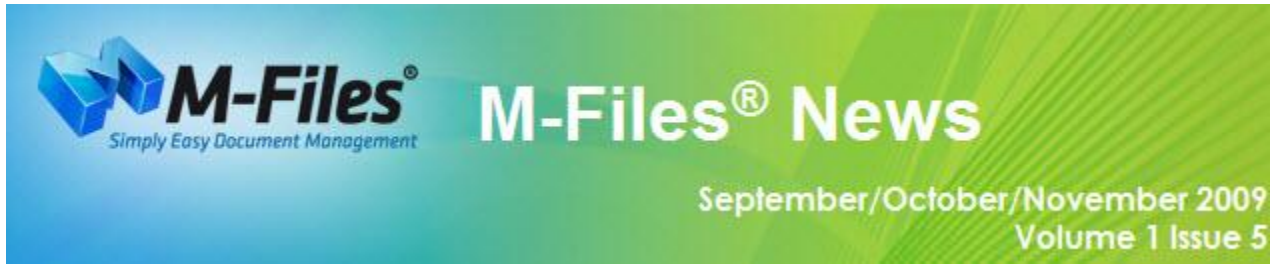 M-Files®
Simply Easy Document Management
M-Files® News
September/October/November 2009
Volume 1 Issue 5